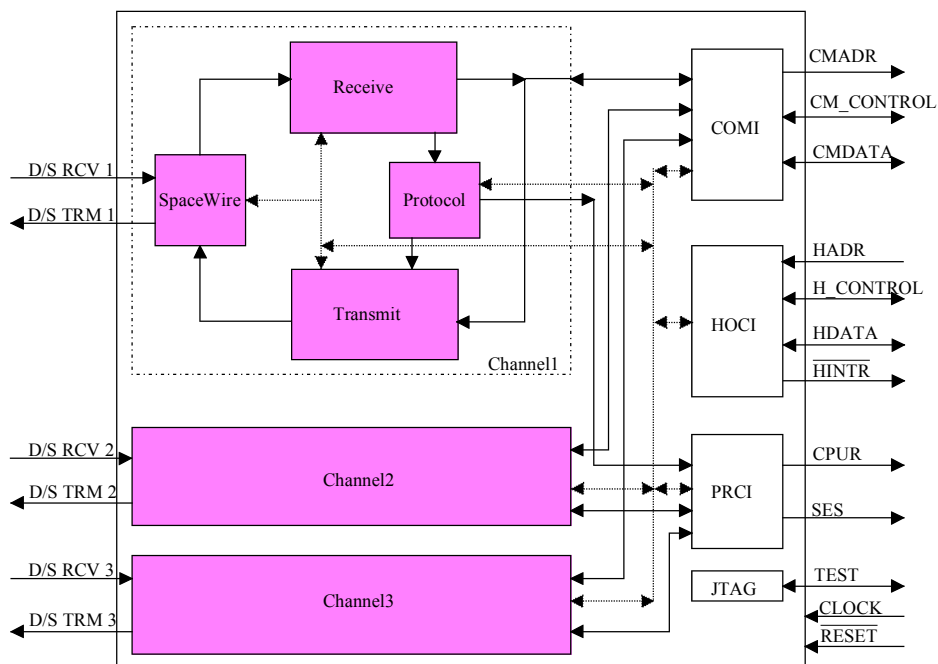 Receive
CMADR
CM_CONTROL
COMI
CMDATA
D/S RCV 1
SpaceWire
Protocol
D/S TRM 1
HADR
H_CONTROL
Transmit
HOCI
HDATA
Channel1
HINTR
D/S RCV 2
CPUR
Channel2
D/S TRM 2
PRCI
SES
D/S RCV 3
JTAG
TEST
Channel3
CLOCK
D/S TRM 3
RESET